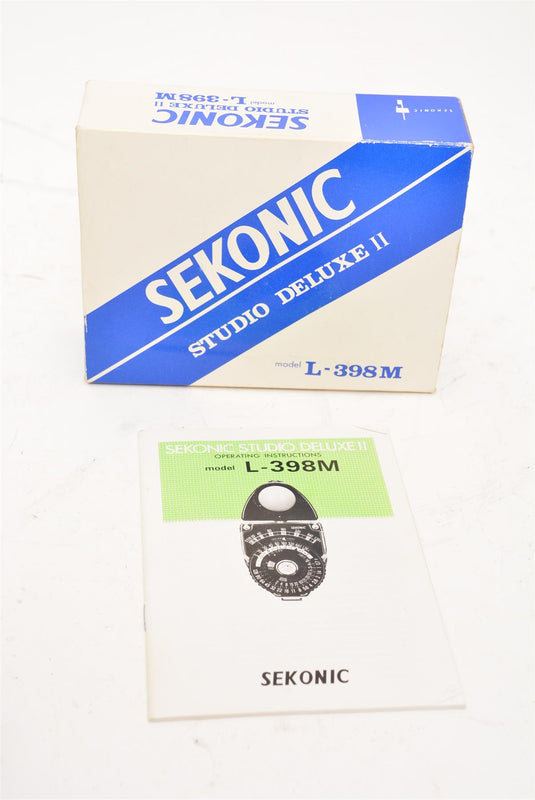 SEKONIC
STUDIO DELUXE II
model L-398M
SEKONIC
SEKONIC
STUDIO DELUXE II
model L-398M
SEKONIC STUDIO DELUXE II
OPERATING INSTRUCTIONS
model L-398M
SEKONIC